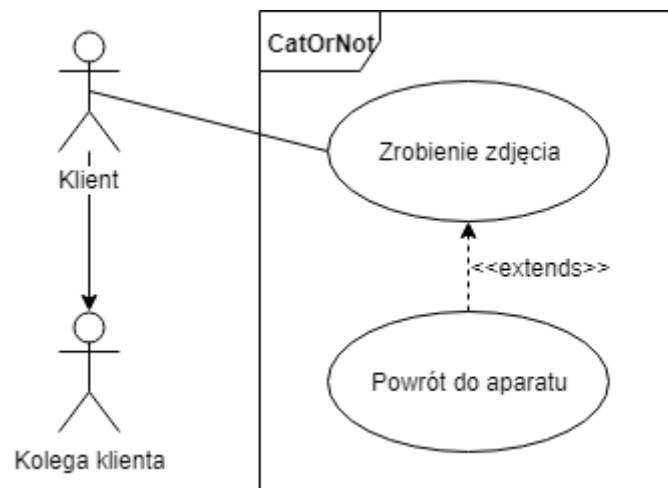 CatOrNot
Zrobienie zdjęcia
Klient
<<extends>>
Powrót do aparatu
Kolega klienta